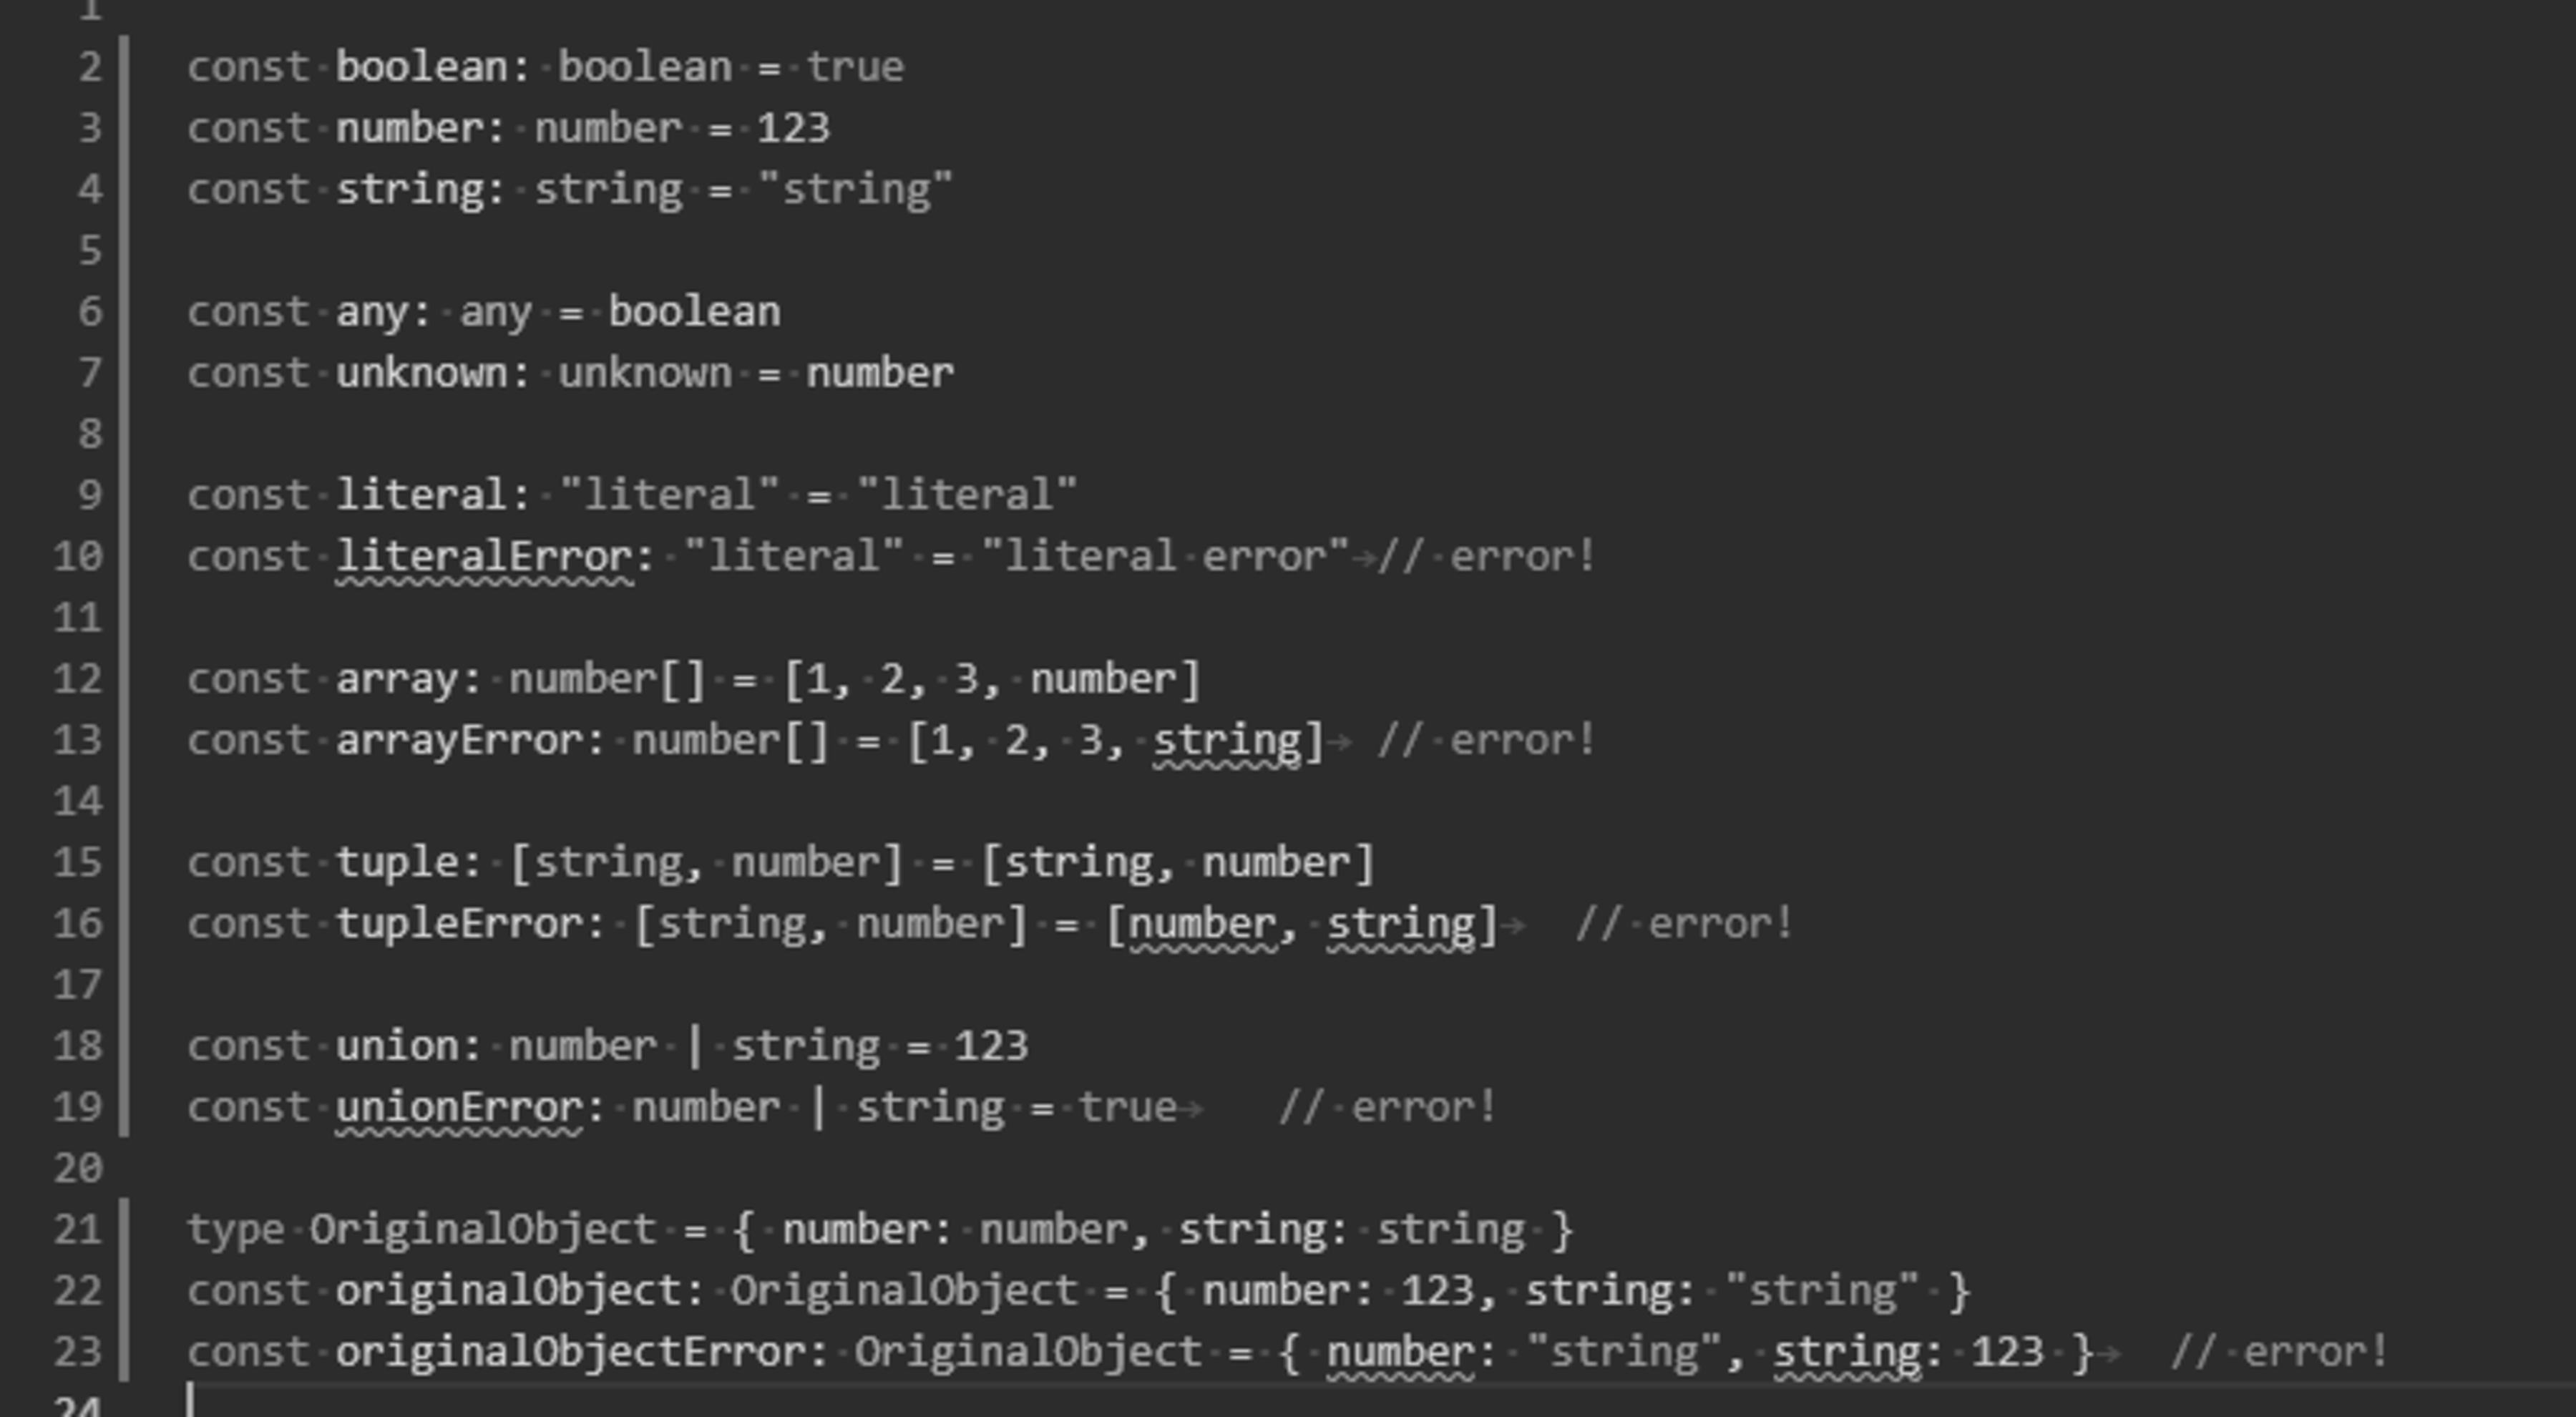 1
2 const boolean: boolean = true
3 const number: number = 123
4 const string: string = "string"
5
6 const any: any = boolean
7 const unknown: unknown = number
8
9 const literal: "literal" = "literal"
10 const literalError: "literal" = "literal error" // error!
11
12 const array: number[] = [1, 2, 3, number]
13 const arrayError: number[] = [1, 2, 3, string] // error!
14
15 const tuple: [string, number] = [string, number]
16 const tupleError: [string, number] = [number, string] // error!
17
18 const union: number | string = 123
19 const unionError: number | string = true // error!
20
21 type OriginalObject = { number: number, string: string }
22 const originalObject: OriginalObject = { number: 123, string: "string" }
23 const originalObjectError: OriginalObject = { number: "string", string: 123 } // error!
24